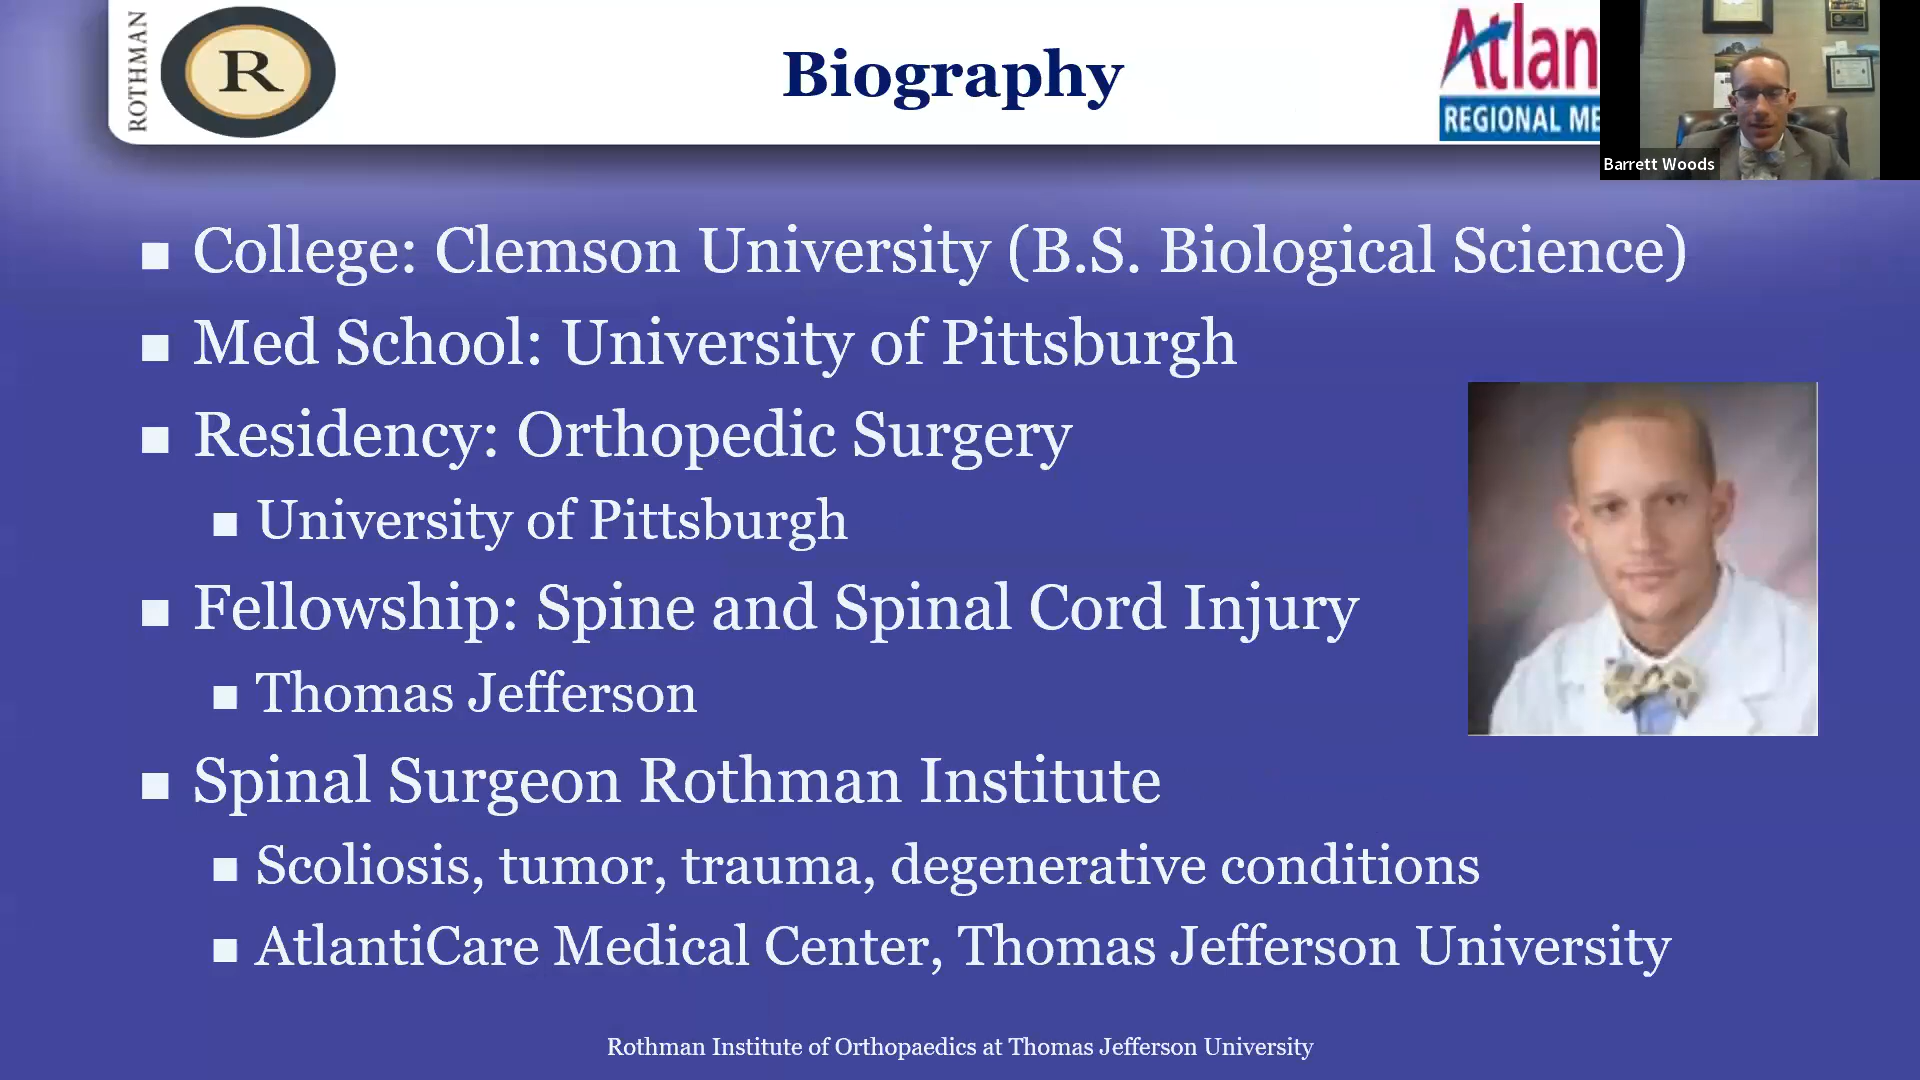 ROTHMAN
R
Biography
Atlan
REGIONAL ME
Barrett Woods
College: Clemson University (B.S. Biological Science)
Med School: University of Pittsburgh
Residency: Orthopedic Surgery
University of Pittsburgh
Fellowship: Spine and Spinal Cord Injury
Thomas Jefferson
Spinal Surgeon Rothman Institute
Scoliosis, tumor, trauma, degenerative conditions
AtlantiCare Medical Center, Thomas Jefferson University
Rothman Institute of Orthopaedics at Thomas Jefferson University